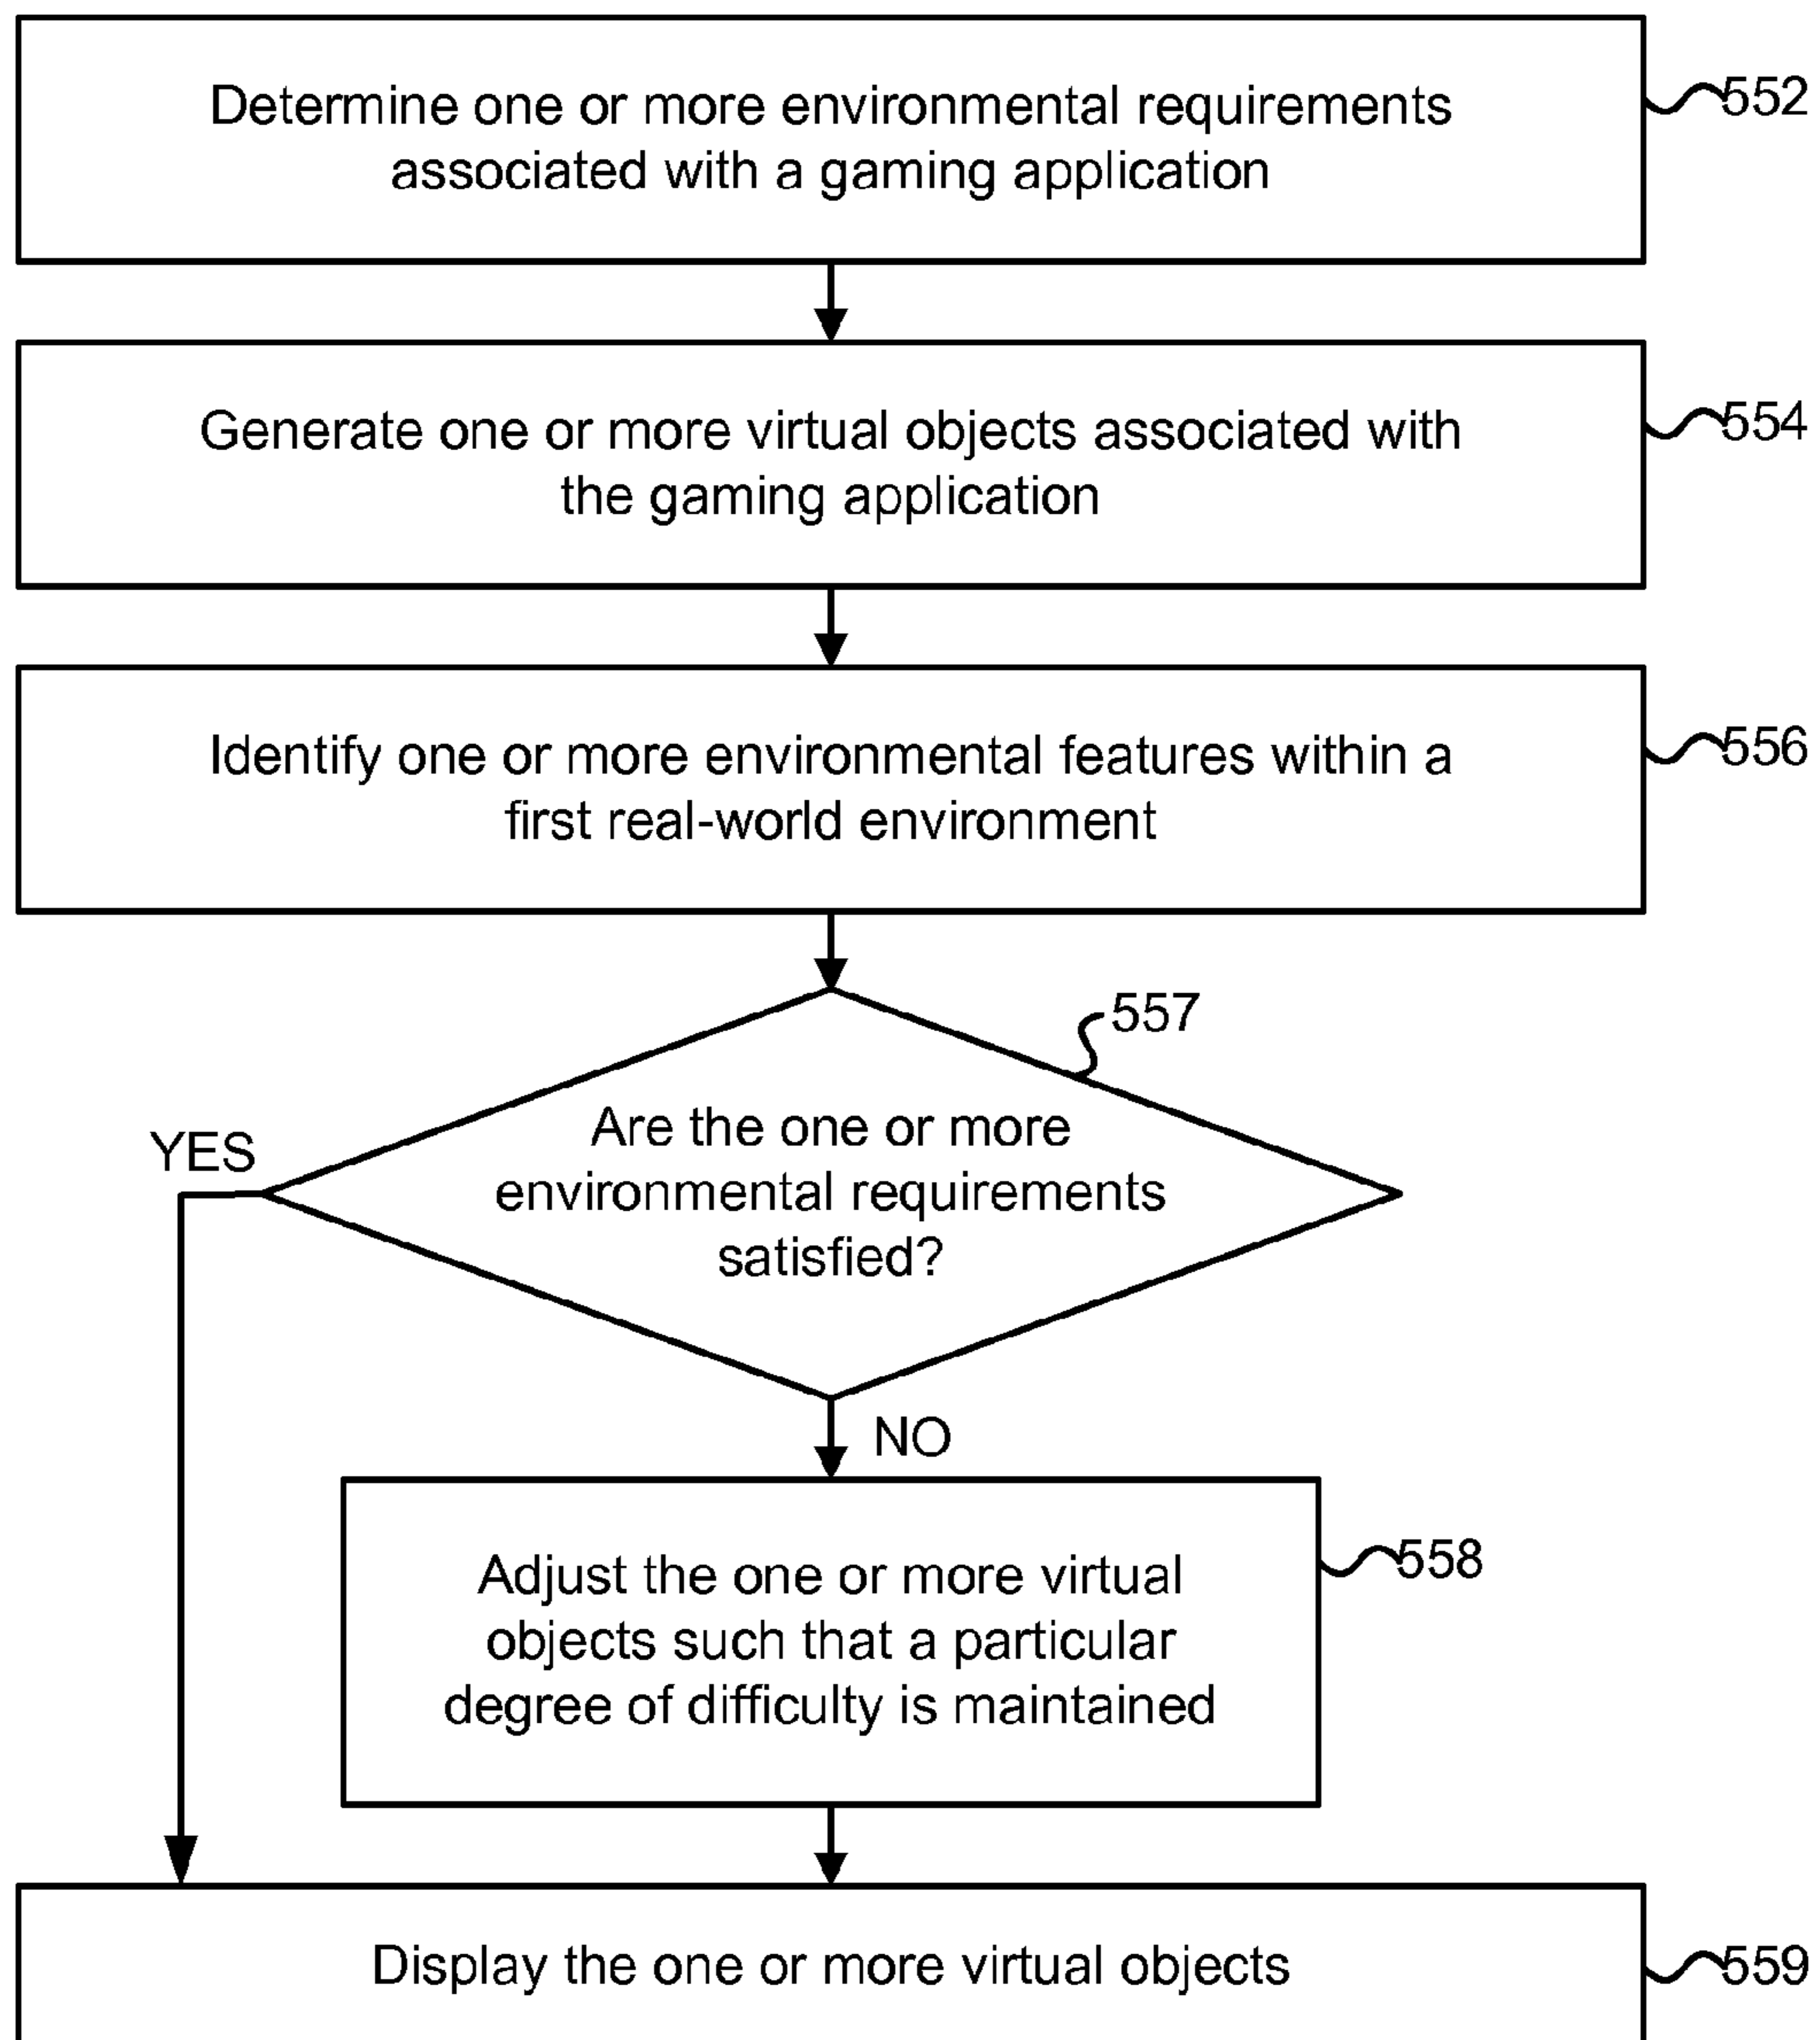 Determine one or more environmental requirements
associated with a gaming application
552
Generate one or more virtual objects associated with
the gaming application
554
Identify one or more environmental features within a
first real-world environment
556
557
Are the one or more
environmental requirements
satisfied?
YES
NO
Adjust the one or more virtual
objects such that a particular
degree of difficulty is maintained
558
Display the one or more virtual objects
559